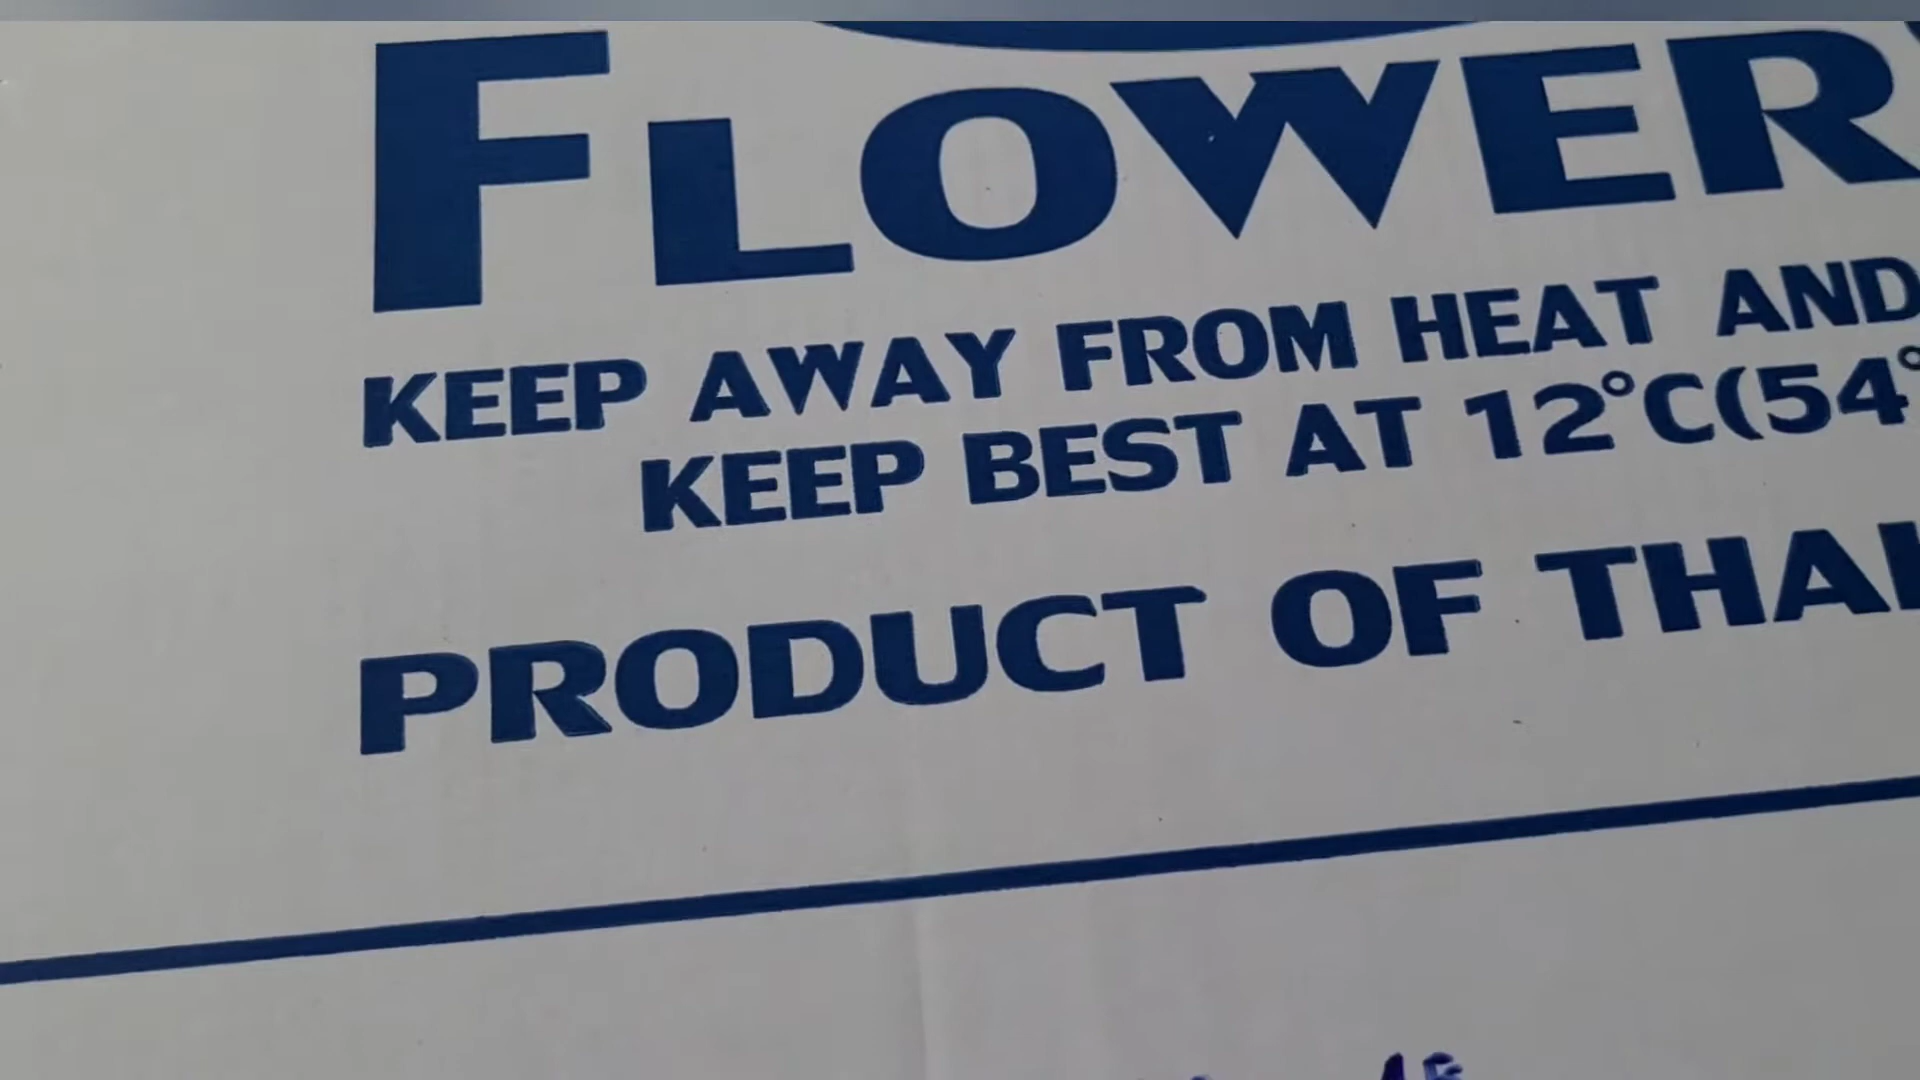 FLOWER
KEEP AWAY FROM HEAT AND
KEEP BEST AT 12°C(54°
PRODUCT OF THAI